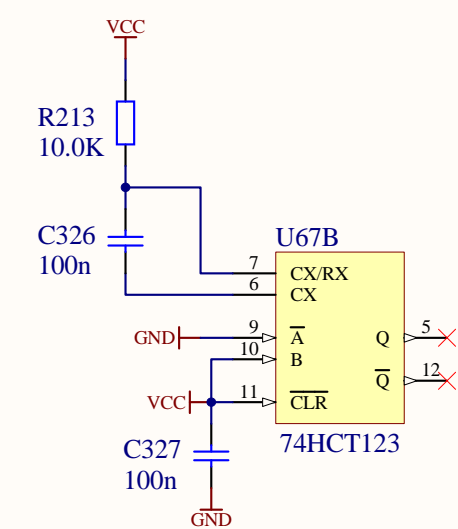 VCC
R213
10.0K
C326
100n
U67B
7 CX/RX
6 CX
GND 9 A Q 5
10 B
Q 12
VCC 11 CLR
C327
100n
74HCT123
GND